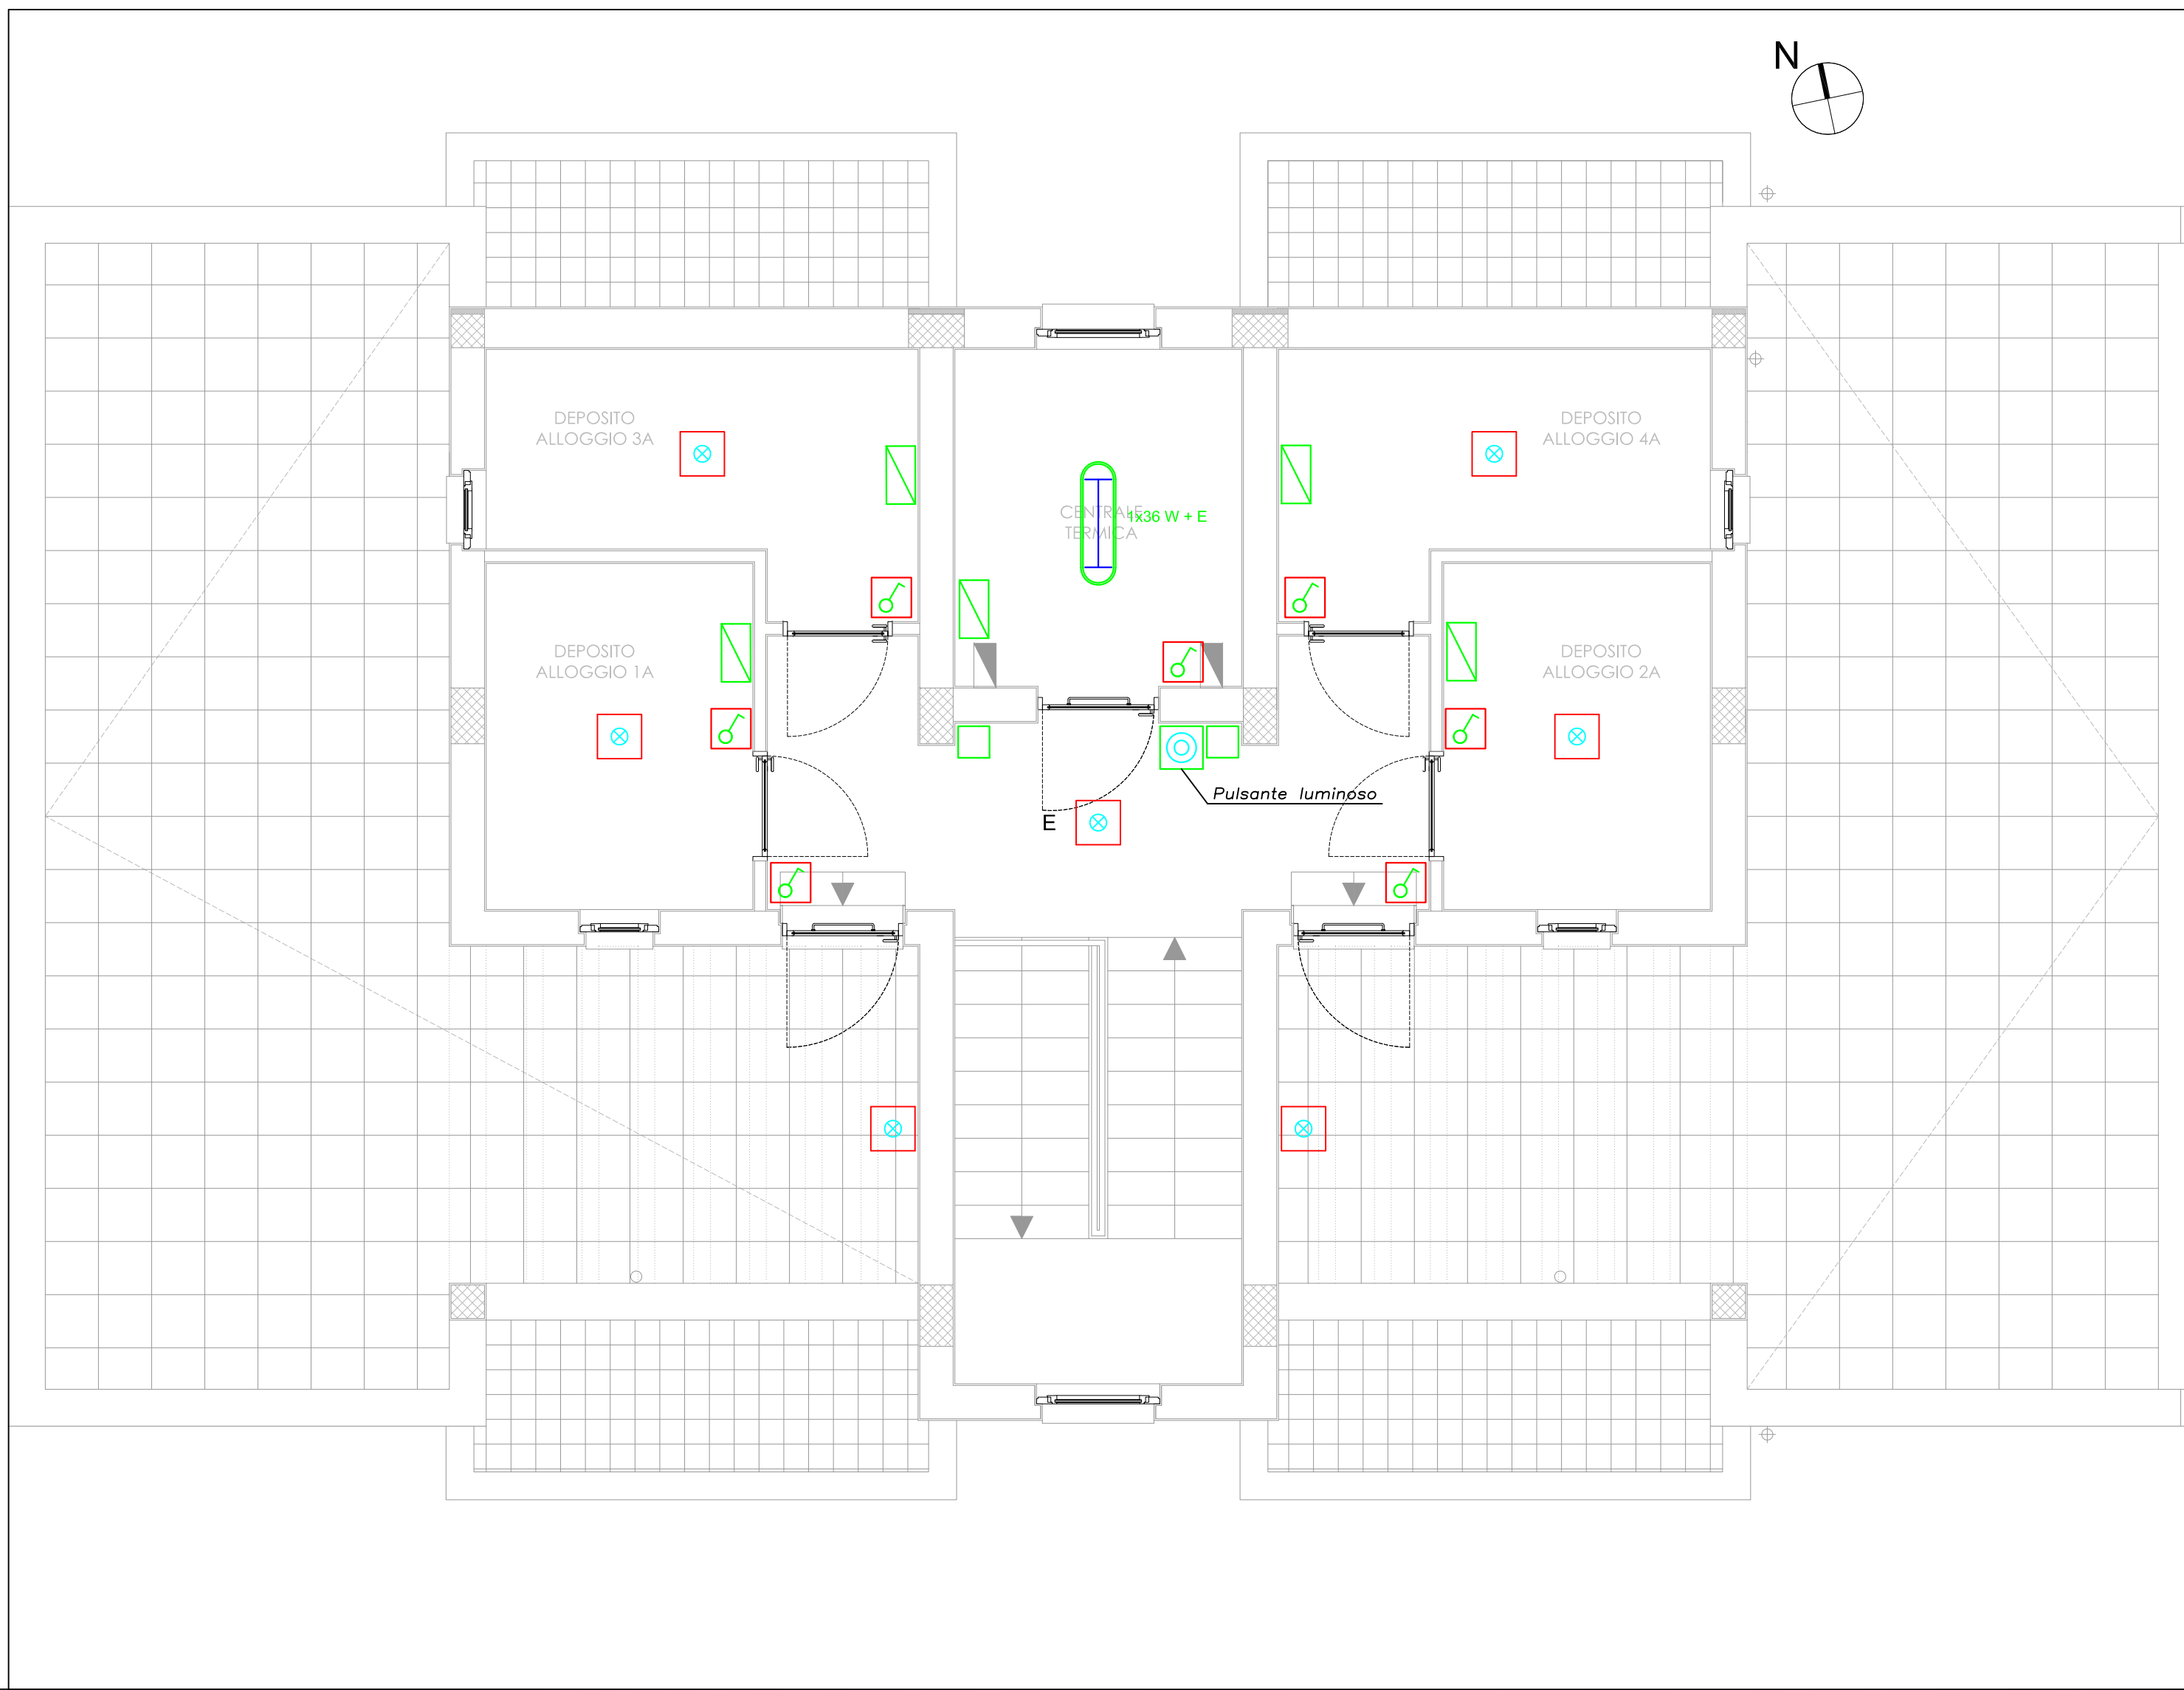 N
DEPOSITO
ALLOGGIO 3A
DEPOSITO
ALLOGGIO 4A
CENTRALE
TERMICA
1x36 W + E
DEPOSITO
ALLOGGIO 1A
DEPOSITO
ALLOGGIO 2A
Pulsante luminoso
E